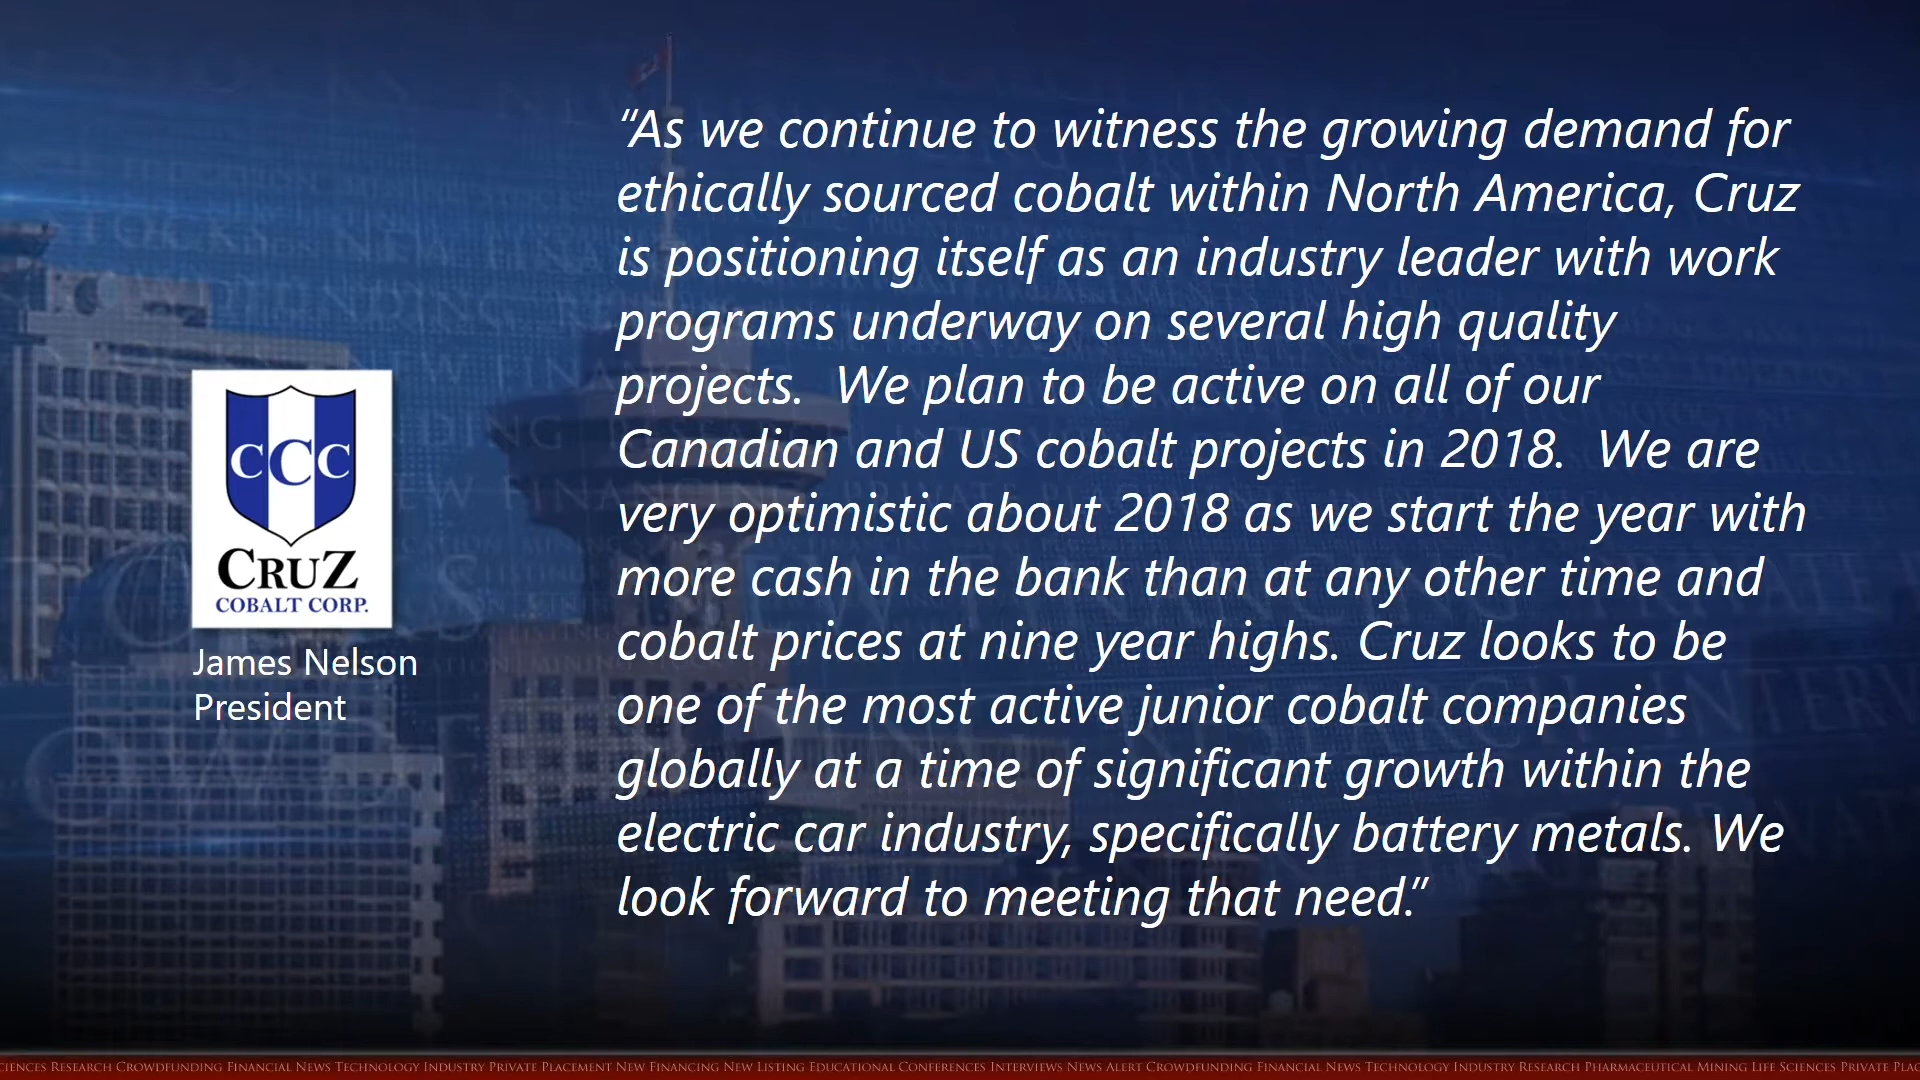 “As we continue to witness the growing demand for
ethically sourced cobalt within North America, Cruz
is positioning itself as an industry leader with work
programs underway on several high quality
projects.  We plan to be active on all of our
Canadian and US cobalt projects in 2018.  We are
very optimistic about 2018 as we start the year with
more cash in the bank than at any other time and
cobalt prices at nine year highs. Cruz looks to be
one of the most active junior cobalt companies
globally at a time of significant growth within the
electric car industry, specifically battery metals. We
look forward to meeting that need.”
CCC
CRUZ
COBALT CORP.
James Nelson
President
RESEARCH CROWDFUNDING FINANCIAL NEWS TECHNOLOGY INDUSTRY PRIVATE PLACEMENT NEW FINANCING NEW LISTING EDUCATIONAL CONFERENCES INTERVIEWS NEWS ALERT CROWDFUNDING FINANCIAL NEWS TECHNOLOGY INDUSTRY RESEARCH PHARMACEUTICAL MINING LIFE SCIENCES PRIVATE